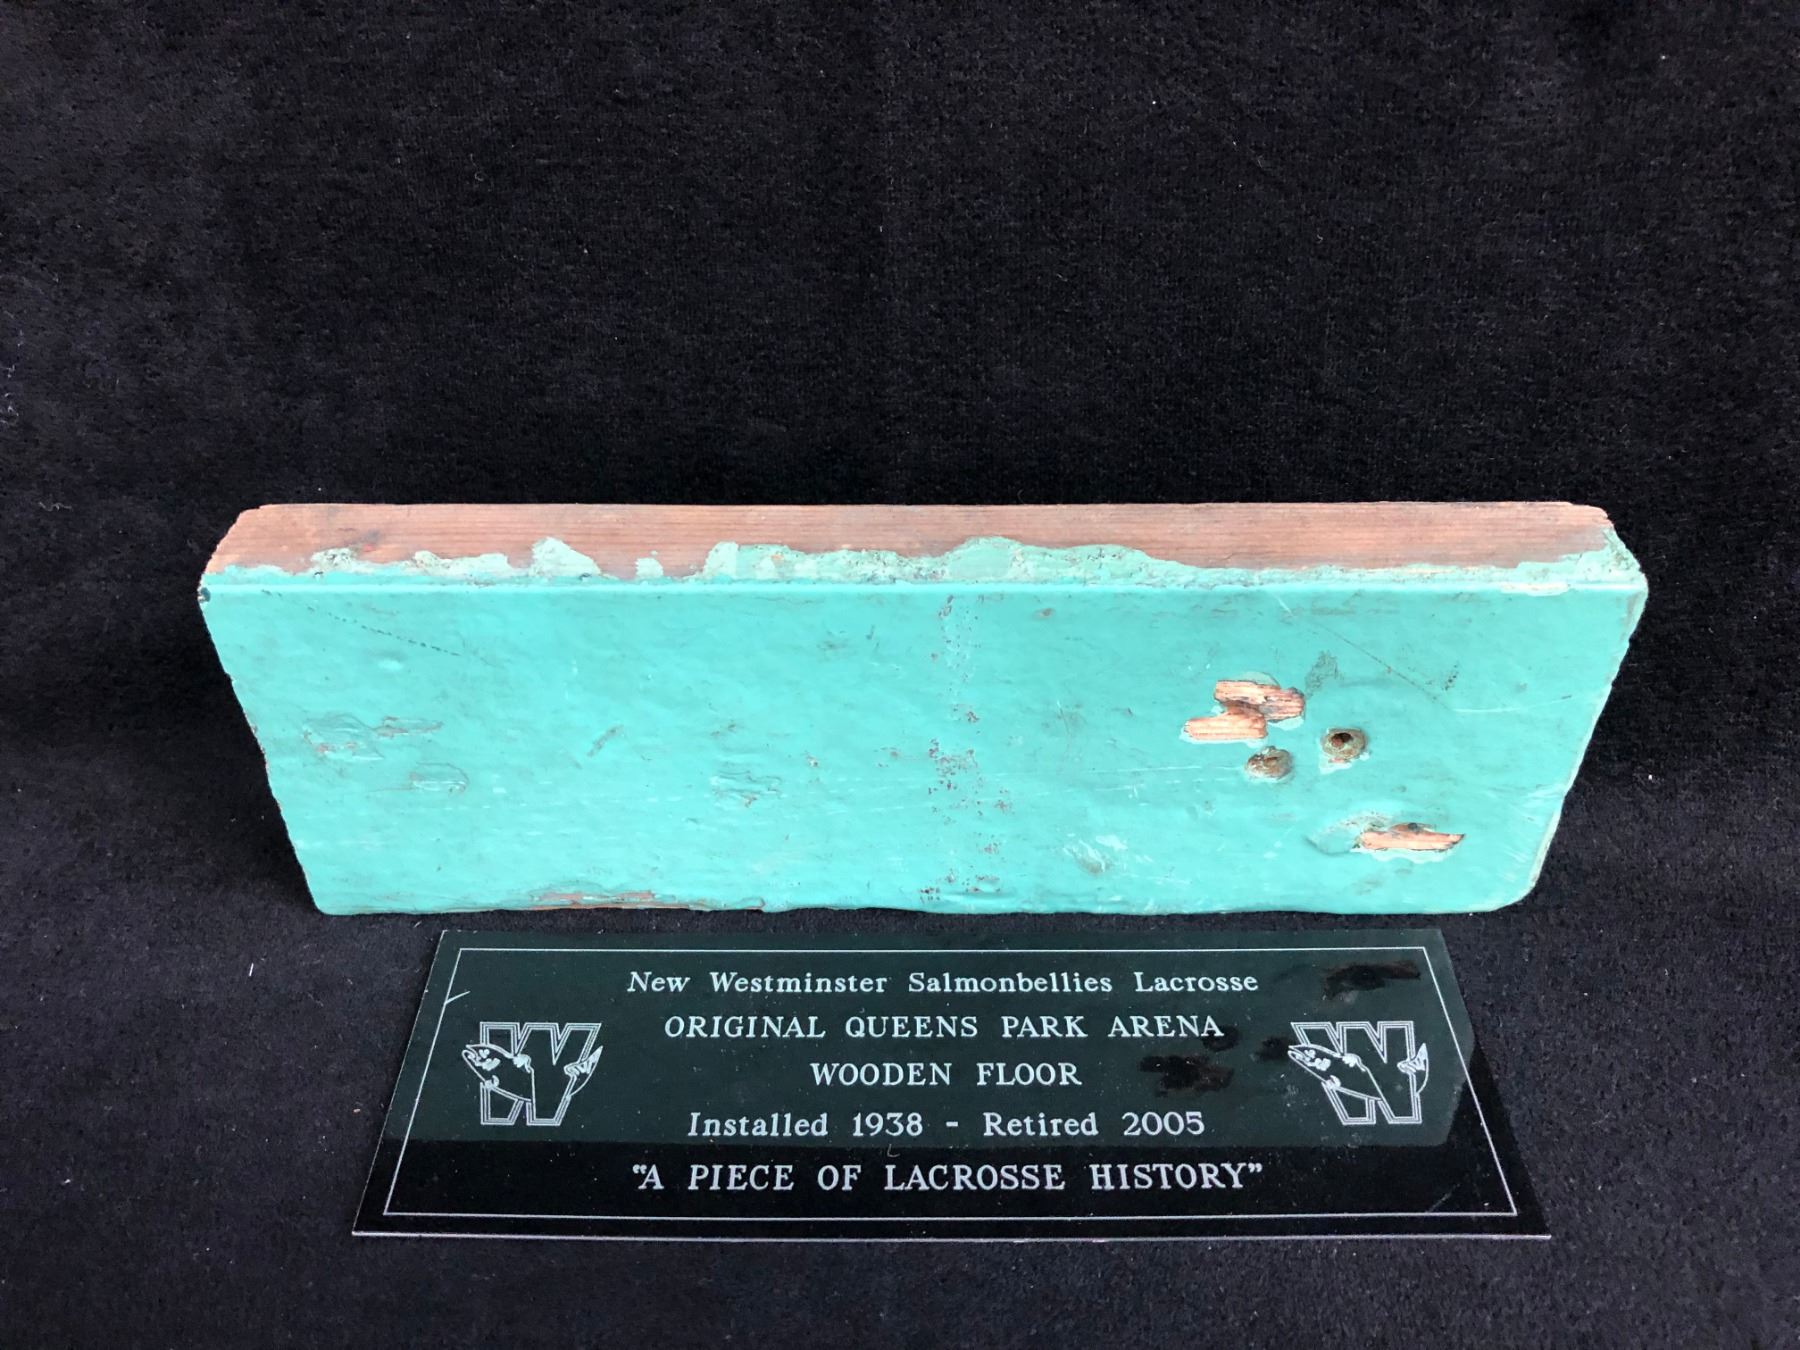 New Westminster Salmonbellies Lacrosse
ORIGINAL QUEENS PARK ARENA
WOODEN FLOOR
W
W
Installed 1938 - Retired 2005
"A PIECE OF LACROSSE HISTORY"